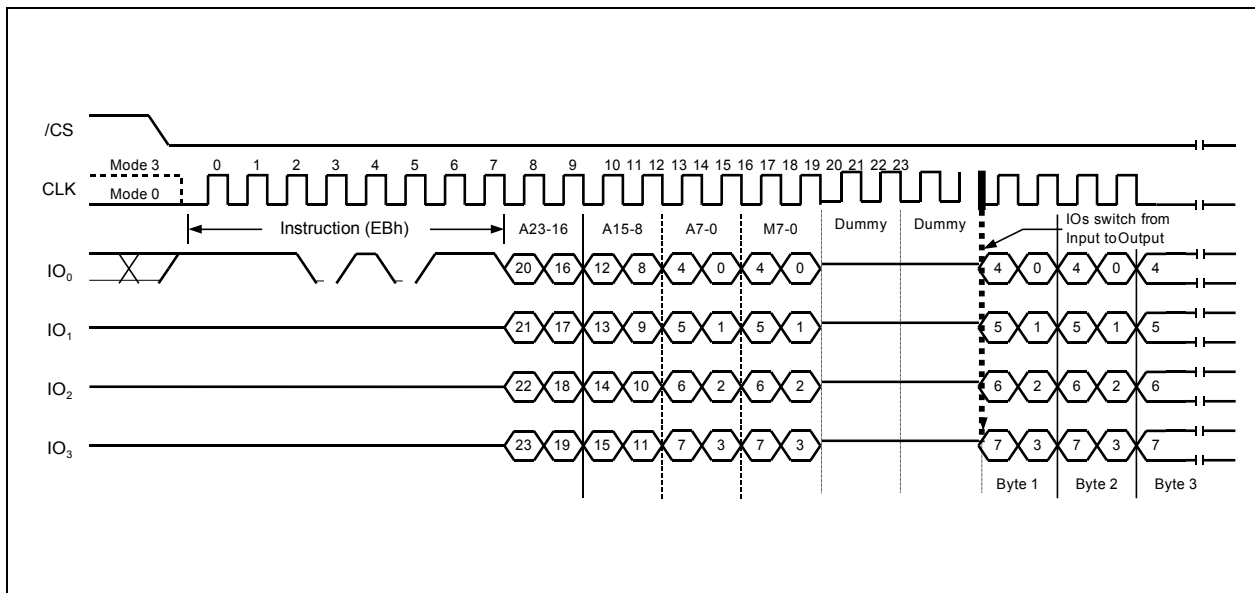 /CS
Mode 3
0 1 2 3 4 5 6 7 8 9 10 11 12 13 14 15 16 17 18 19 20 21 22 23
CLK
Mode 0
Instruction (EBh) A23-16 A15-8 A7-0 M7-0 Dummy Dummy IOs switch from
Input to Output
IO0 20 16 12 8 4 0 4 0 4 0 4 0 4
IO1 21 17 13 9 5 1 5 1 5 1 5 1 5
IO2 22 18 14 10 6 2 6 2 6 2 6 2 6
IO3 23 19 15 11 7 3 7 3 7 3 7 3 7
Byte 1 Byte 2 Byte 3